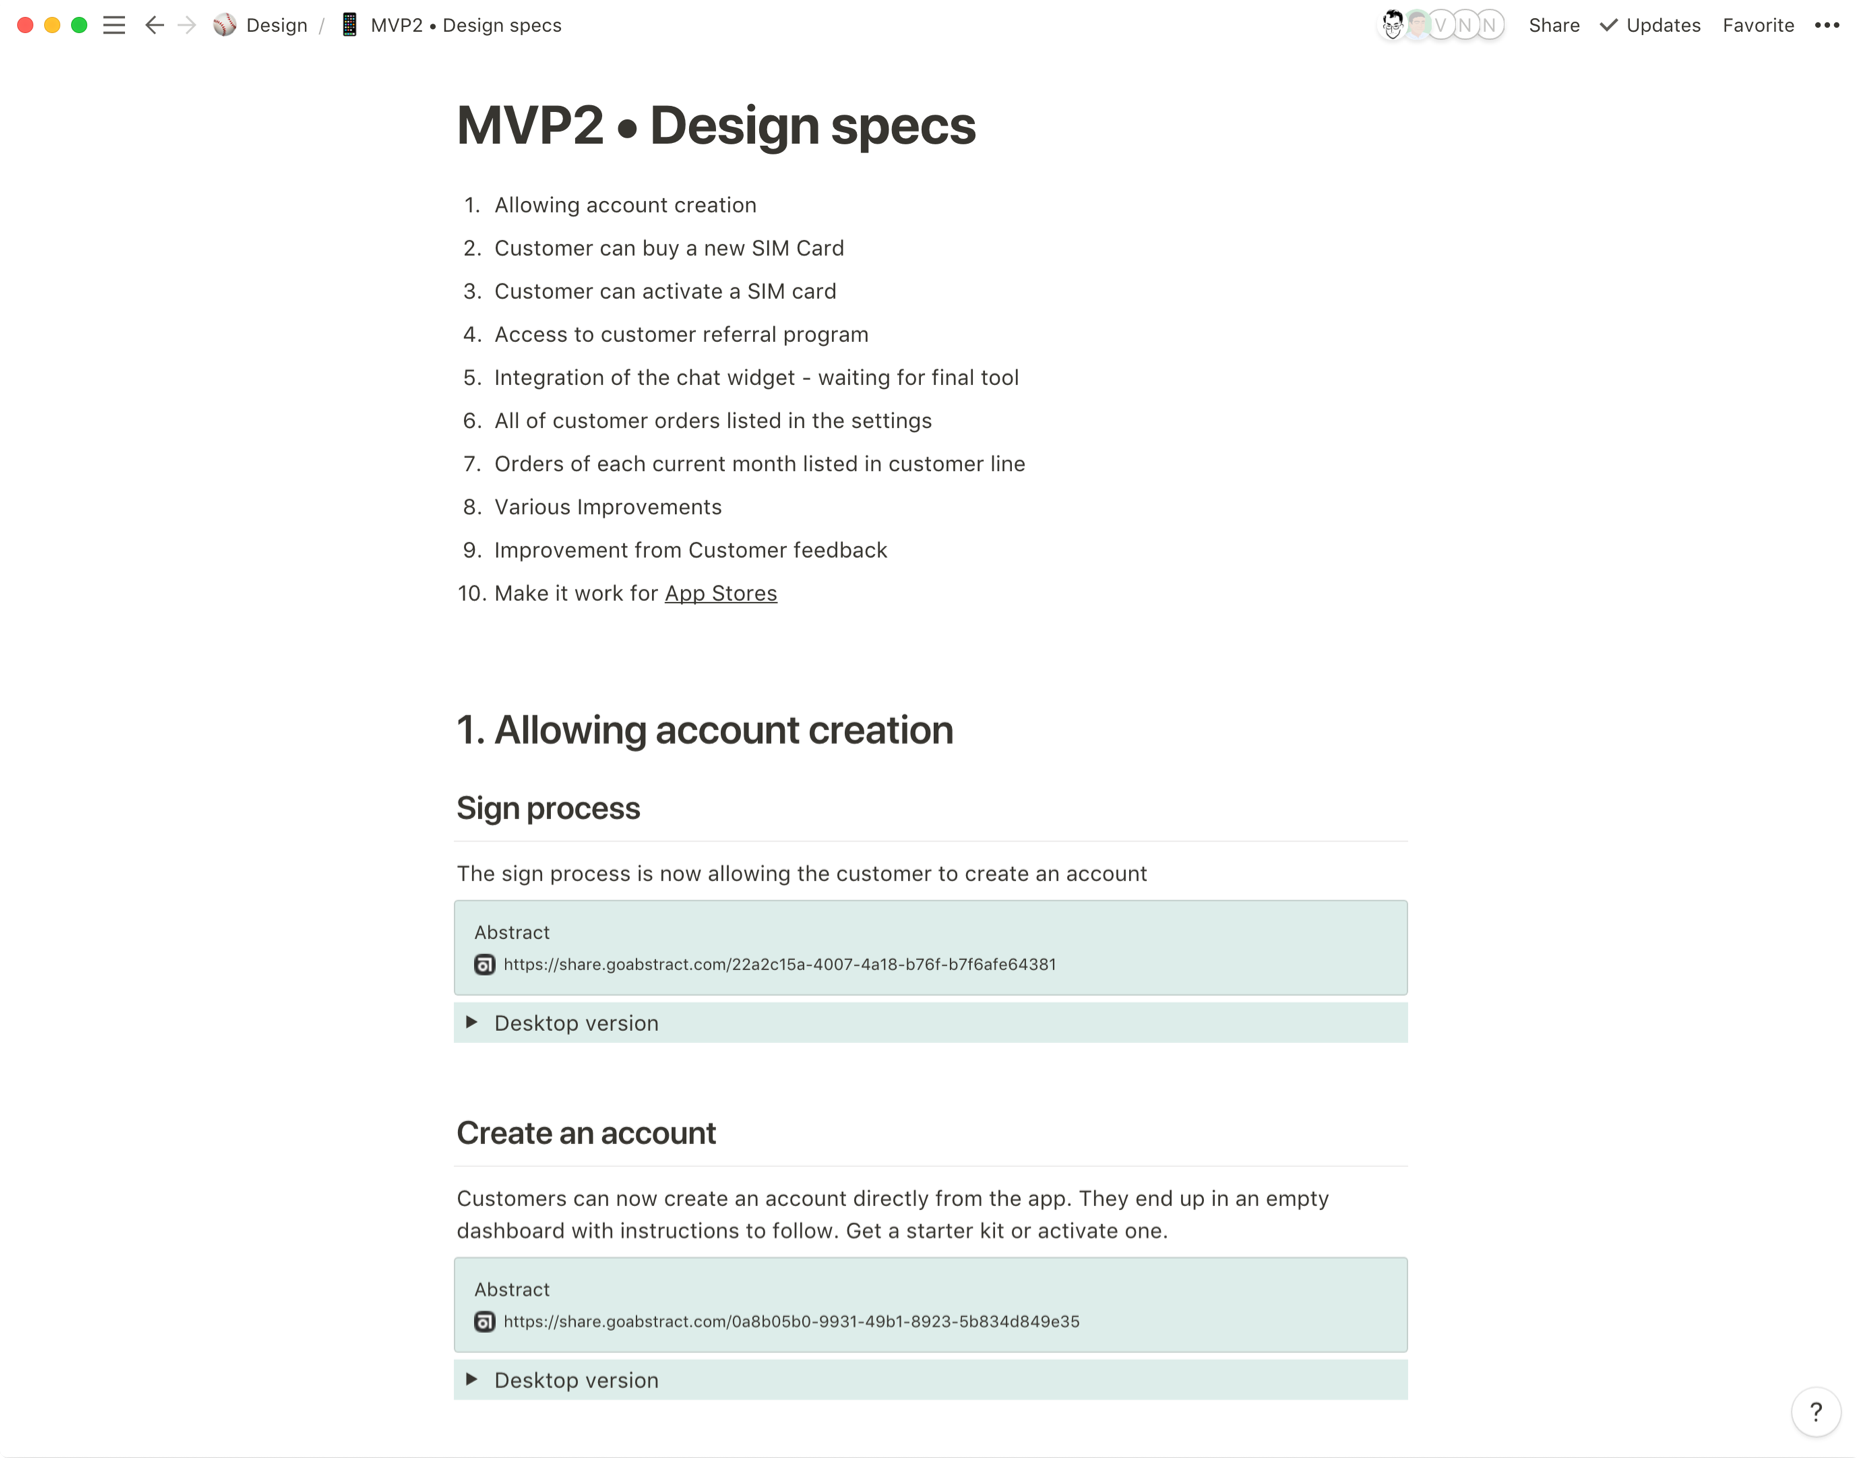 Design / MVP2 • Design specs
V N N Share Updates Favorite •••
MVP2 • Design specs
1. Allowing account creation
2. Customer can buy a new SIM Card
3. Customer can activate a SIM card
4. Access to customer referral program
5. Integration of the chat widget - waiting for final tool
6. All of customer orders listed in the settings
7. Orders of each current month listed in customer line
8. Various Improvements
9. Improvement from Customer feedback
10. Make it work for App Stores
1. Allowing account creation
Sign process
The sign process is now allowing the customer to create an account
Abstract
https://share.goabstract.com/22a2c15a-4007-4a18-b76f-b7f6afe64381
Desktop version
Create an account
Customers can now create an account directly from the app. They end up in an empty
dashboard with instructions to follow. Get a starter kit or activate one.
Abstract
https://share.goabstract.com/0a8b05b0-9931-49b1-8923-5b834d849e35
Desktop version
?